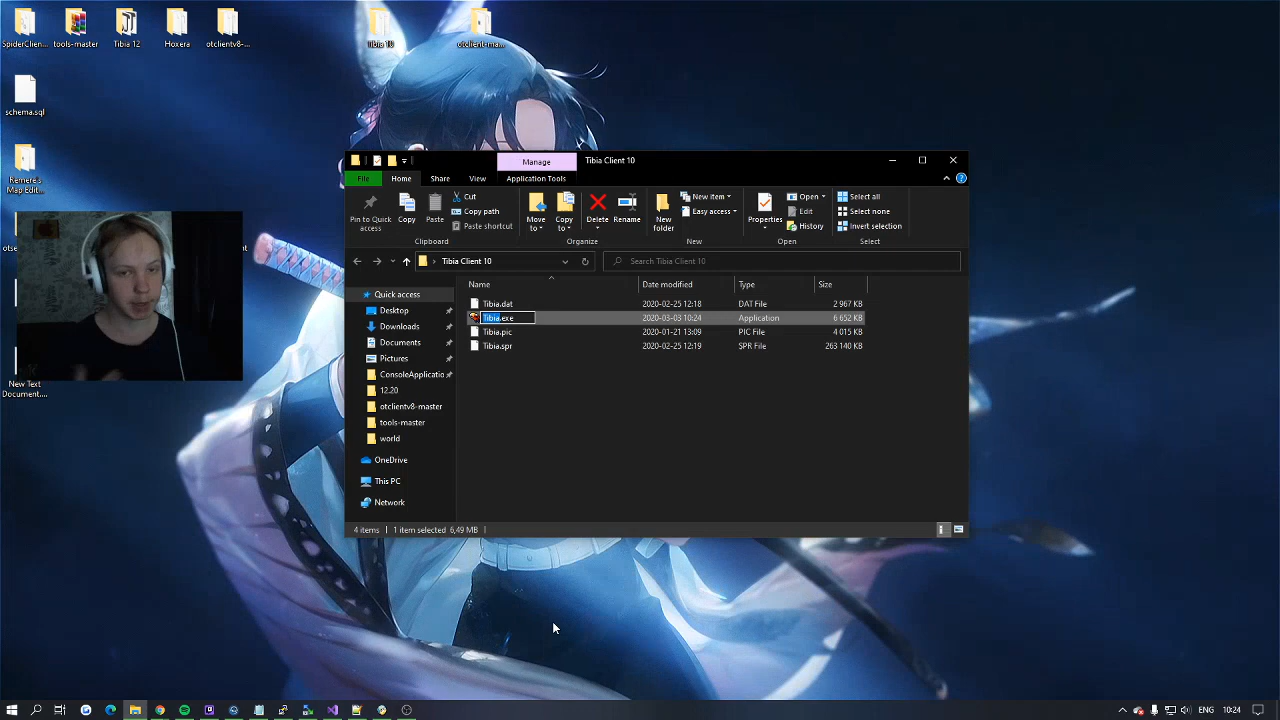 SpiderClien...
tools-master
Tibia 12
Hoxera
otclientv8-...
Tibia 10
otclient-ma...
schema.sql
Remere's
Map Edit...
New Text
Document....
Manage
Tibia Client 10
File
Home
Share
View
Application Tools
Pin to Quick
access
Copy
Paste
Cut
Copy path
Paste shortcut
Clipboard
Move
to
Copy
to
Delete
Rename
Organize
New
folder
New item
Easy access
New
Properties
Open
Edit
History
Open
Select all
Select none
Invert selection
Select
Tibia Client 10
Search Tibia Client 10
Name
Date modified
Type
Size
Tibia.dat
2020-02-25 12:18
DAT File
2 967 KB
Tibia.exe
2020-03-03 10:24
Application
6 652 KB
Tibia.pic
2020-01-21 13:09
PIC File
4 015 KB
Tibia.spr
2020-02-25 12:19
SPR File
263 140 KB
Quick access
Desktop
Downloads
Documents
Pictures
ConsoleApplicatio
12.20
otclientv8-master
tools-master
world
OneDrive
This PC
Network
4 items
1 item selected 6,49 MB
ENG
10:24